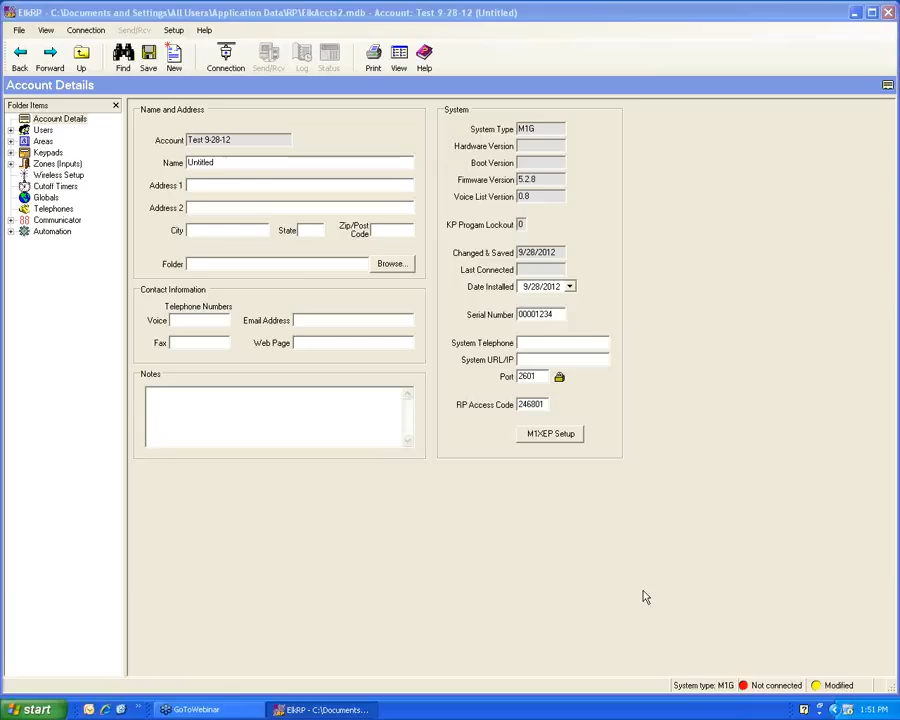 ElkRP - C:\Documents and Settings\All Users\Application Data\RP\ElkAccts2.mdb - Account: Test 9-28-12 (Untitled)
File View Connection Send/Rcv Setup Help
Back Forward Up Find Save New Connection Send/Rcv Log Status Print View Help
Account Details
Folder Items
Account Details
Users
Areas
Keypads
Zones (Inputs)
Wireless Setup
Cutoff Timers
Globals
Telephones
Communicator
Automation
Name and Address
Account Test 9-28-12
Name Untitled
Address 1
Address 2
City State Zip/Post Code
Folder Browse...
Contact Information
Telephone Numbers
Voice Email Address
Fax Web Page
Notes
System
System Type M1G
Hardware Version
Boot Version
Firmware Version 5.2.8
Voice List Version 0.8
KP Progam Lockout 0
Changed & Saved 9/28/2012
Last Connected
Date Installed 9/28/2012
Serial Number 00001234
System Telephone
System URL/IP
Port 2601
RP Access Code 246801
M1XEP Setup
System type: M1G Not connected Modified
start GoToWebinar ElkRP - C:\Documents... 1:51 PM